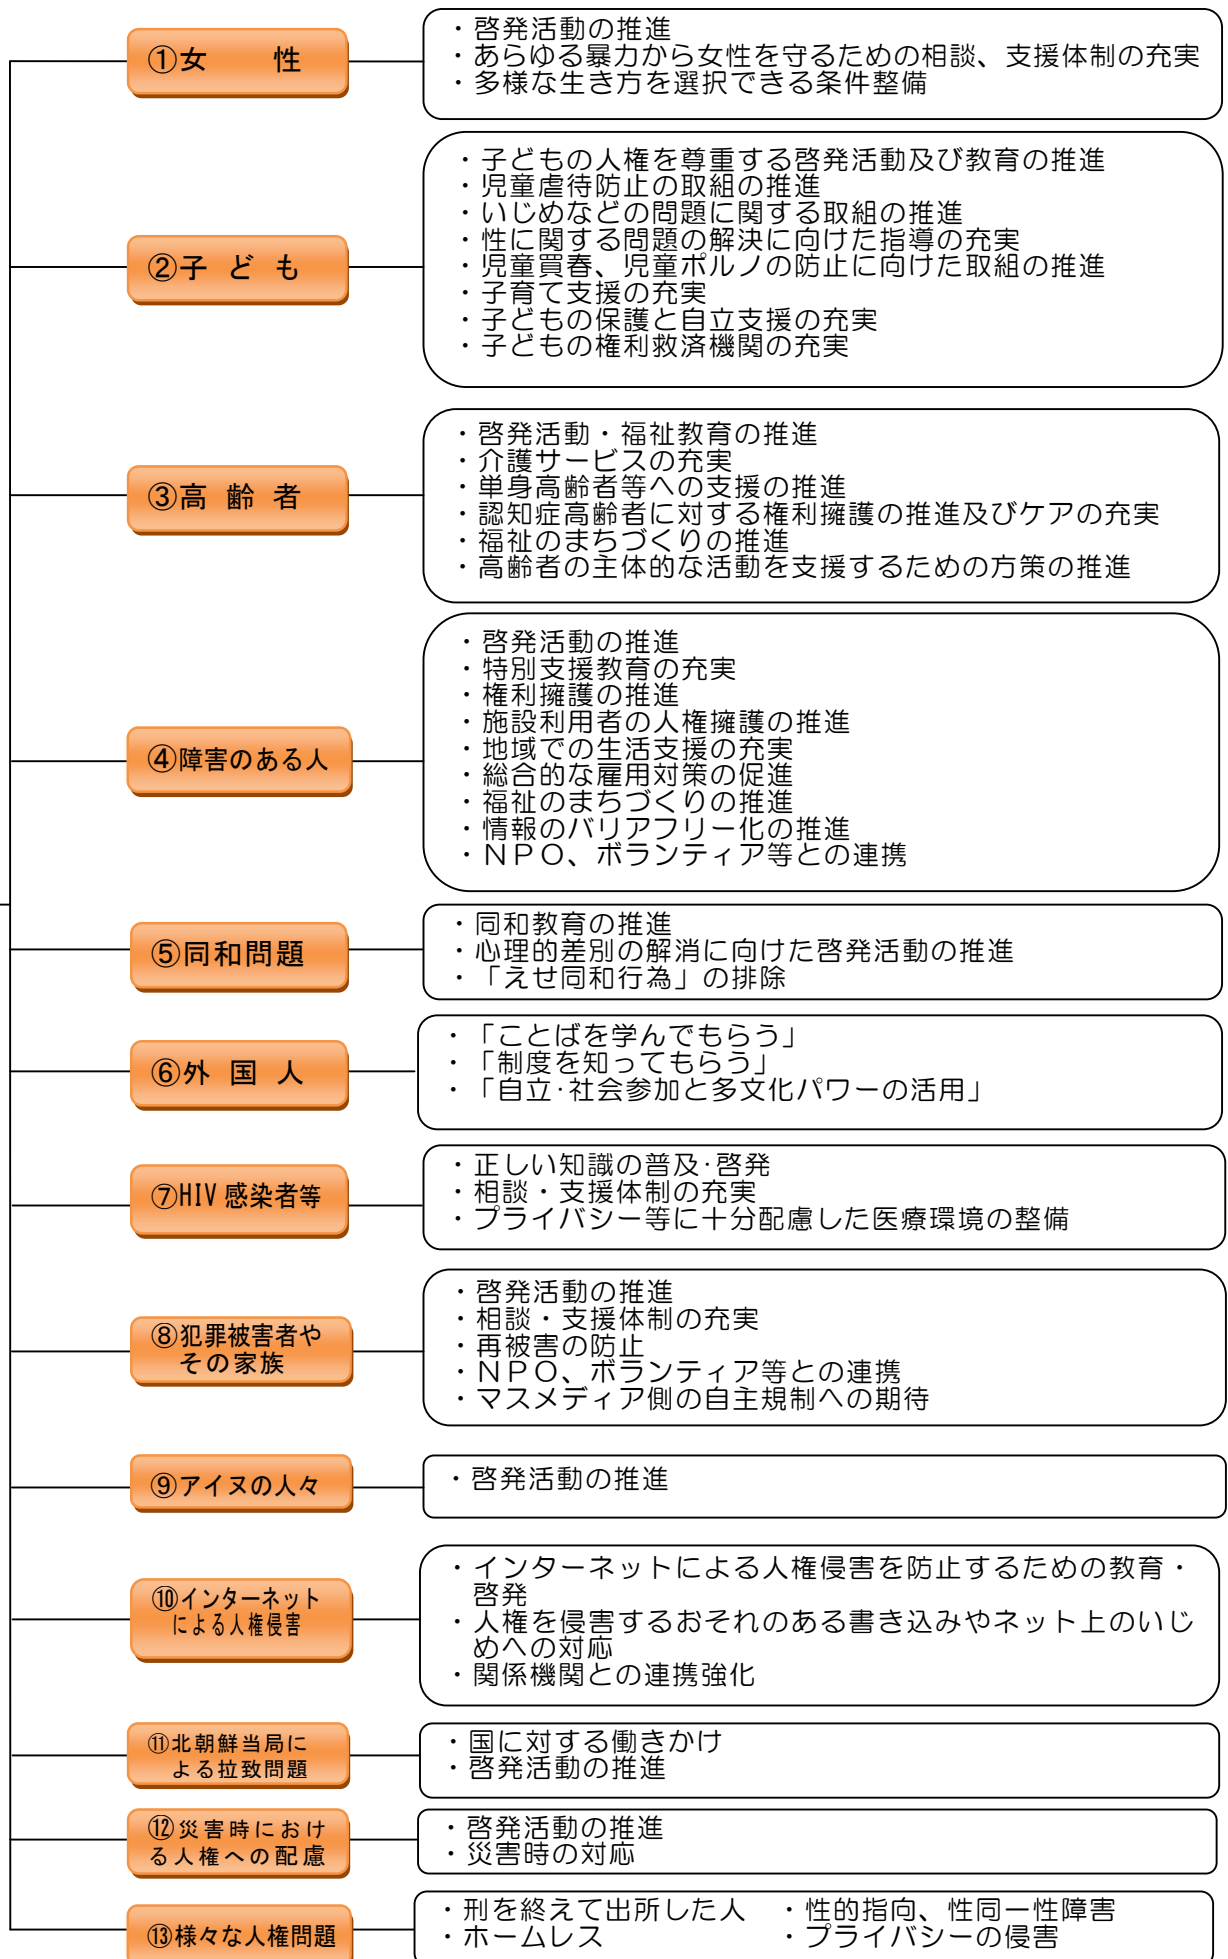 ①女　　性
・啓発活動の推進
・あらゆる暴力から女性を守るための相談、支援体制の充実
・多様な生き方を選択できる条件整備
②子　ど　も
・子どもの人権を尊重する啓発活動及び教育の推進
・児童虐待防止の取組の推進
・いじめなどの問題に関する取組の推進
・性に関する問題の解決に向けた指導の充実
・児童買春、児童ポルノの防止に向けた取組の推進
・子育て支援の充実
・子どもの保護と自立支援の充実
・子どもの権利救済機関の充実
③高　齢　者
・啓発活動・福祉教育の推進
・介護サービスの充実
・単身高齢者等への支援の推進
・認知症高齢者に対する権利擁護の推進及びケアの充実
・福祉のまちづくりの推進
・高齢者の主体的な活動を支援するための方策の推進
④障害のある人
・啓発活動の推進
・特別支援教育の充実
・権利擁護の推進
・施設利用者の人権擁護の推進
・地域での生活支援の充実
・総合的な雇用対策の促進
・福祉のまちづくりの推進
・情報のバリアフリー化の推進
・ＮＰＯ、ボランティア等との連携
⑤同和問題
・同和教育の推進
・心理的差別の解消に向けた啓発活動の推進
・「えせ同和行為」の排除
⑥外　国　人
・「ことばを学んでもらう」
・「制度を知ってもらう」
・「自立･社会参加と多文化パワーの活用」
⑦HIV 感染者等
・正しい知識の普及･啓発
・相談・支援体制の充実
・プライバシー等に十分配慮した医療環境の整備
⑧犯罪被害者や
その家族
・啓発活動の推進
・相談・支援体制の充実
・再被害の防止
・ＮＰＯ、ボランティア等との連携
・マスメディア側の自主規制への期待
⑨アイヌの人々
・啓発活動の推進
⑩インターネット
による人権侵害
・インターネットによる人権侵害を防止するための教育・
啓発
・人権を侵害するおそれのある書き込みやネット上のいじ
めへの対応
・関係機関との連携強化
⑪北朝鮮当局に
よる拉致問題
・国に対する働きかけ
・啓発活動の推進
⑫災害時におけ
る人権への配慮
・啓発活動の推進
・災害時の対応
⑬様々な人権問題
・刑を終えて出所した人　・性的指向、性同一性障害
・ホームレス　・プライバシーの侵害